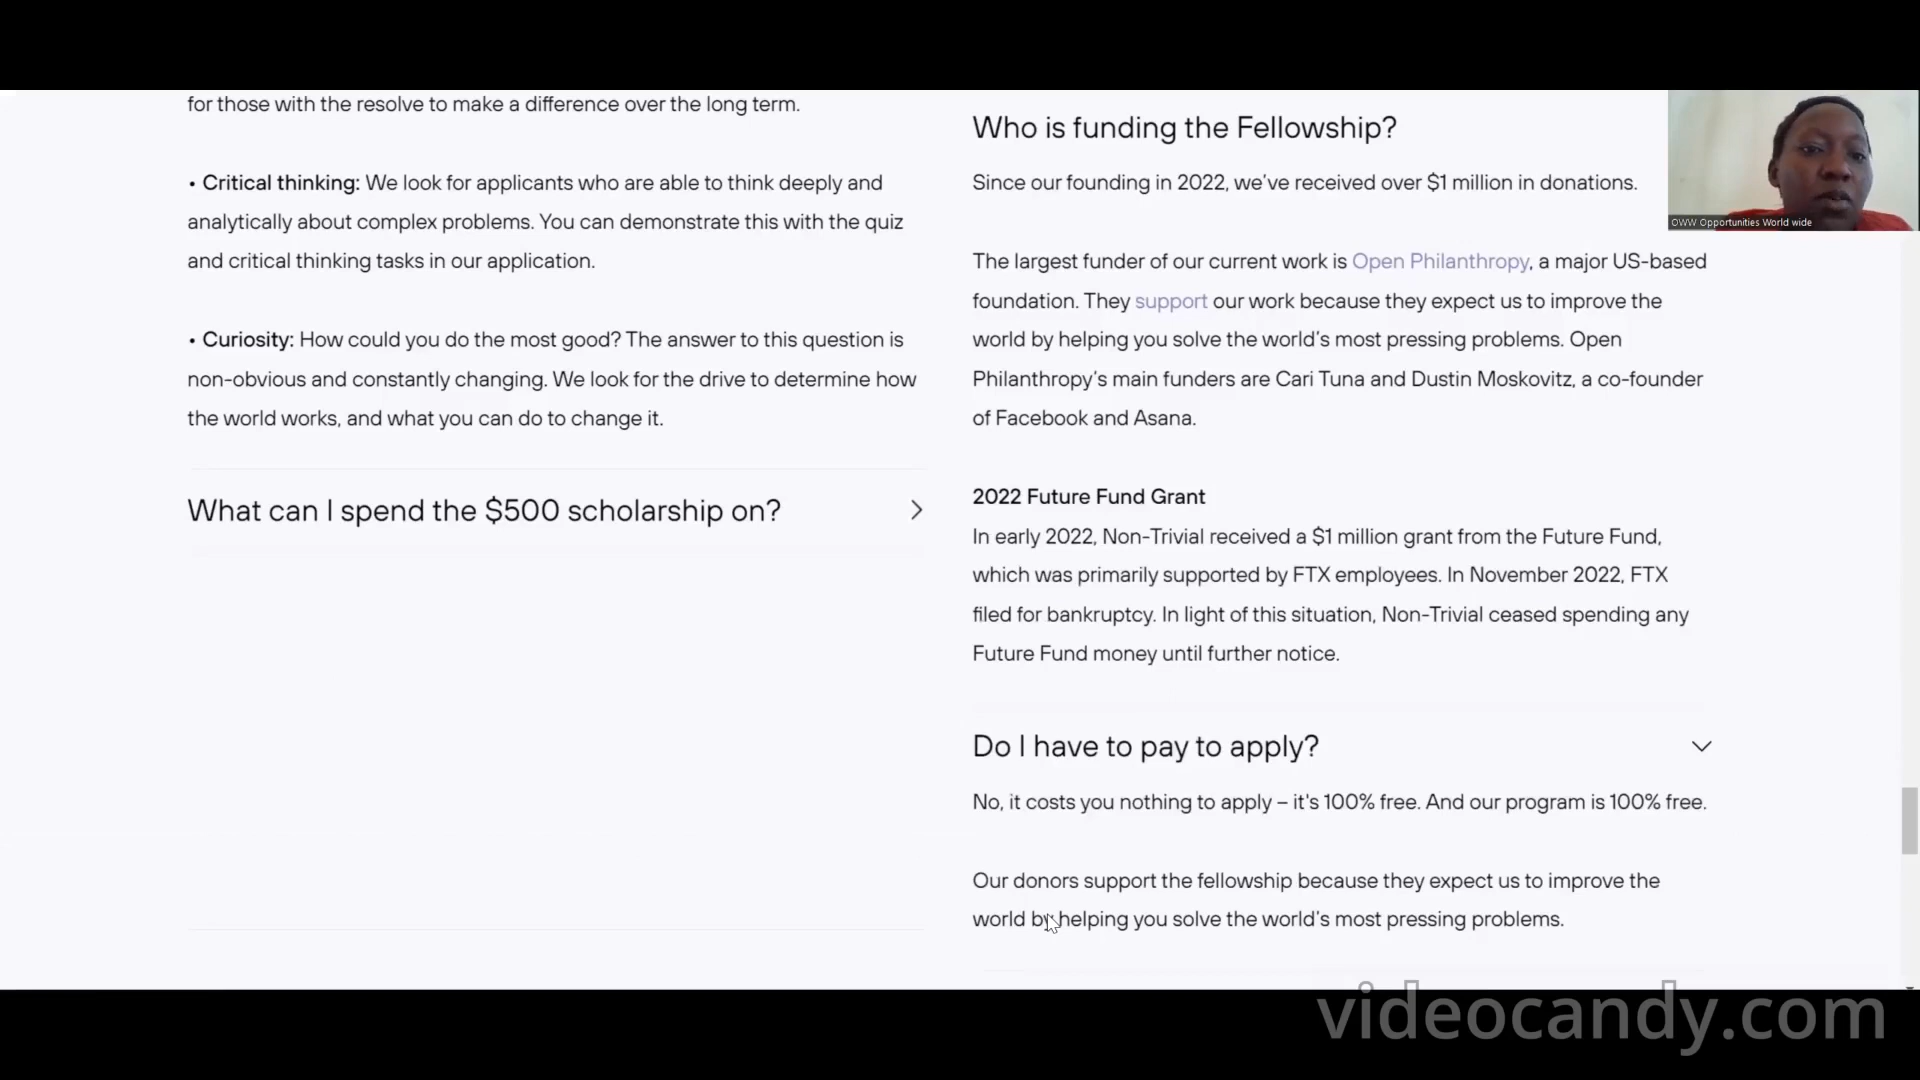 for those with the resolve to make a difference over the long term.
• Critical thinking: We look for applicants who are able to think deeply and
analytically about complex problems. You can demonstrate this with the quiz
and critical thinking tasks in our application.
• Curiosity: How could you do the most good? The answer to this question is
non-obvious and constantly changing. We look for the drive to determine how
the world works, and what you can do to change it.
What can I spend the $500 scholarship on?
Who is funding the Fellowship?
Since our founding in 2022, we've received over $1 million in donations.
The largest funder of our current work is Open Philanthropy, a major US-based
foundation. They support our work because they expect us to improve the
world by helping you solve the world's most pressing problems. Open
Philanthropy's main funders are Cari Tuna and Dustin Moskovitz, a co-founder
of Facebook and Asana.
2022 Future Fund Grant
In early 2022, Non-Trivial received a $1 million grant from the Future Fund,
which was primarily supported by FTX employees. In November 2022, FTX
filed for bankruptcy. In light of this situation, Non-Trivial ceased spending any
Future Fund money until further notice.
Do I have to pay to apply?
No, it costs you nothing to apply – it's 100% free. And our program is 100% free.
Our donors support the fellowship because they expect us to improve the
world by helping you solve the world's most pressing problems.
OWW Opportunities World wide
videocandy.com